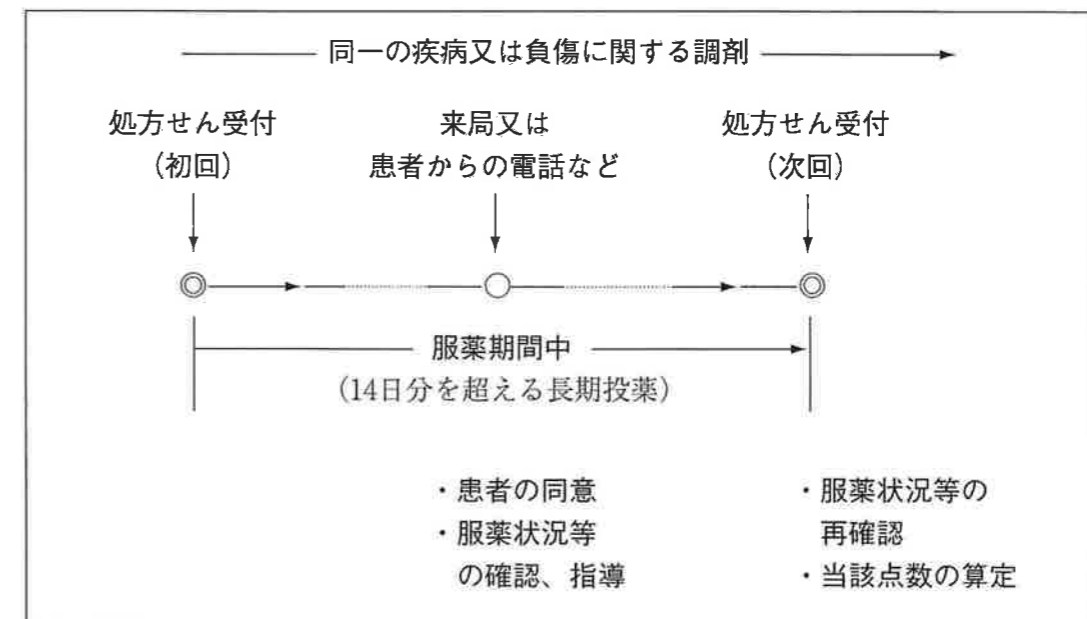 同一の疾病又は負傷に関する調剤
処方せん受付
(初回)
来局又は
患者からの電話など
処方せん受付
(次回)
服薬期間中
(14日分を超える長期投薬)
・患者の同意
・服薬状況等
の確認、指導
・服薬状況等の
再確認
・当該点数の算定